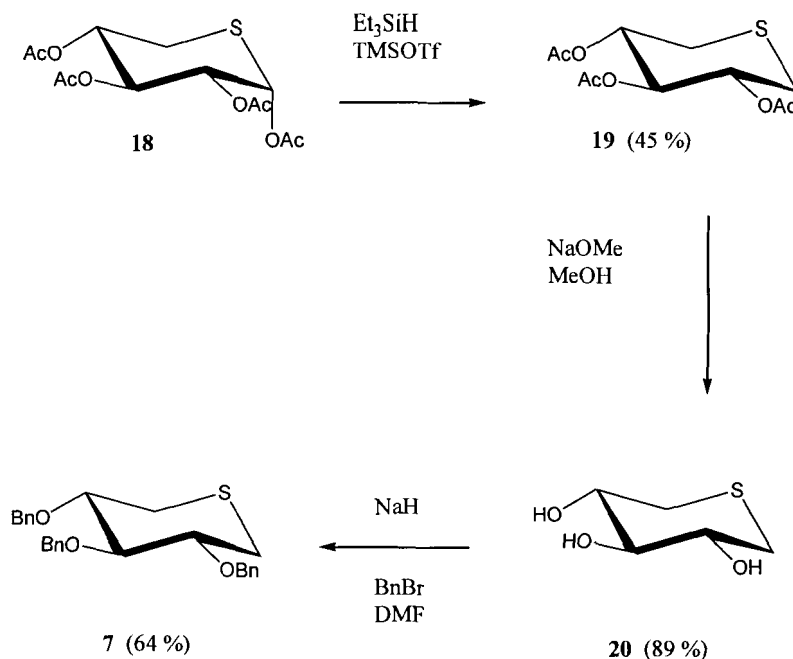 Et₃SiH
TMSOTf
S
AcO
AcO
OAc
OAc
18
S
AcO
AcO
OAc
19 (45 %)
NaOMe
MeOH
S
BnO
BnO
OBn
7 (64 %)
NaH
BnBr
DMF
S
HO
HO
OH
20 (89 %)